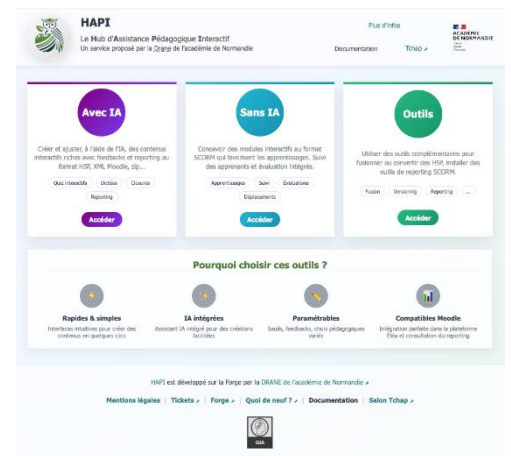 HAPI
Le Hub d'Assistance Pédagogique Interactif
Un service proposé par la Drane de l'académie de Normandie
Plus d'infos
Documentation
Tchap
ACADÉMIE
DE NORMANDIE
Avec IA
Créer et ajuster, à l'aide de l'IA, des contenus
interactifs riches avec feedbacks et reporting au
format H5P, XML Moodle, zip...
Quiz interactifs
Dictées
Closures
Reporting
Accéder
Sans IA
Concevoir des modules interactifs au format
SCORM qui favorisent les apprentissages. Suivi
des apprenants et évaluation intégrés.
Apprentissages
Suivi
Évaluations
Déplacements
Accéder
Outils
Utiliser des outils complémentaires pour
fusionner ou convertir des H5P, installer des
outils de reporting SCORM.
Fusion
Versioning
Reporting
...
Accéder
Pourquoi choisir ces outils ?
Rapides & simples
Interfaces intuitives pour créer des
contenus en quelques clics
IA intégrées
Assistant IA intégré pour des créations
facilitées
Paramétrables
Seuils, feedbacks, choix pédagogiques
variés
Compatibles Moodle
Intégration parfaite dans la plateforme
Éléa et consultation du reporting
HAPI est développé sur la Forge par la DRANE de l'académie de Normandie
Mentions légales | Tickets | Forge | Quoi de neuf ? | Documentation | Salon Tchap
GIA